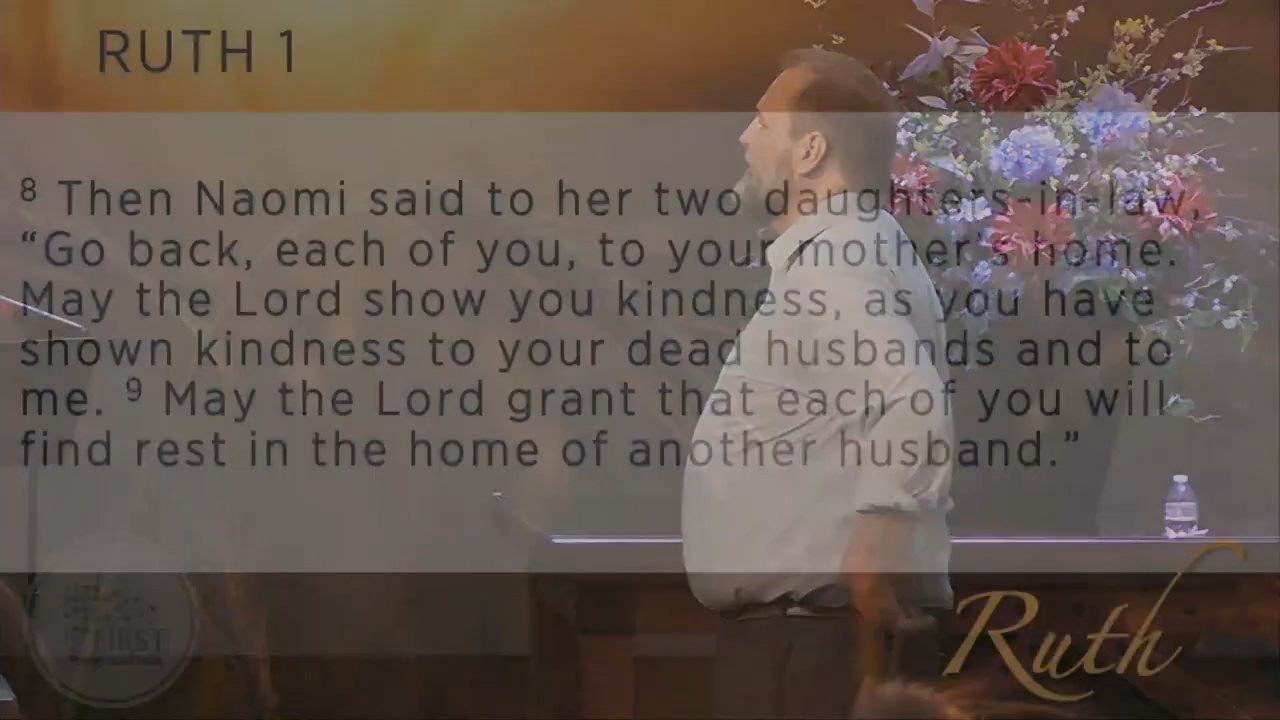 RUTH 1
⁸ Then Naomi said to her two daughters-in-law,
“Go back, each of you, to your mother's home.
May the Lord show you kindness, as you have
shown kindness to your dead husbands and to
me. ⁹ May the Lord grant that each of you will
find rest in the home of another husband.”
FIRST
Ruth